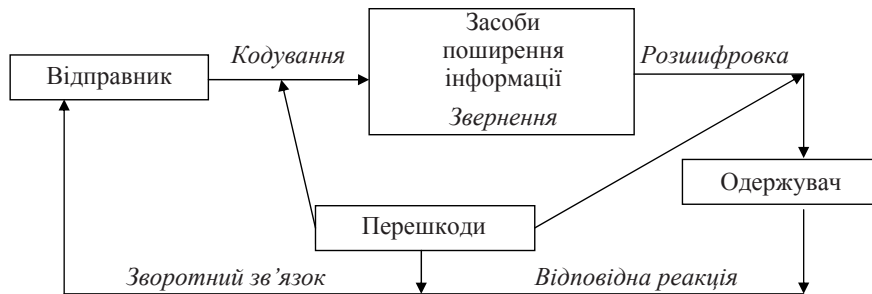 Засоби
поширення
інформації
Звернення
Кодування
Розшифровка
Відправник
Одержувач
Перешкоди
Зворотний зв’язок
Відповідна реакція